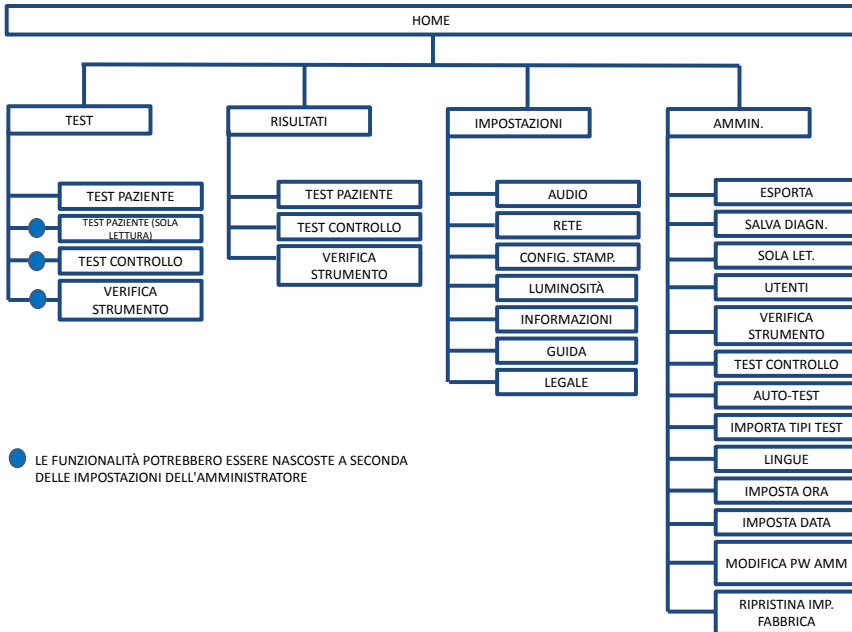 HOME
TEST
RISULTATI
IMPOSTAZIONI
AMMIN.
TEST PAZIENTE
TEST PAZIENTE (SOLA
LETTURA)
TEST CONTROLLO
VERIFICA
STRUMENTO
TEST PAZIENTE
TEST CONTROLLO
VERIFICA
STRUMENTO
AUDIO
RETE
CONFIG. STAMP.
LUMINOSITÀ
INFORMAZIONI
GUIDA
LEGALE
ESPORTA
SALVA DIAGN.
SOLA LET.
UTENTI
VERIFICA
STRUMENTO
TEST CONTROLLO
AUTO-TEST
IMPORTA TIPI TEST
LINGUE
IMPOSTA ORA
IMPOSTA DATA
MODIFICA PW AMM
RIPRISTINA IMP.
FABBRICA
LE FUNZIONALITÀ POTREBBERO ESSERE NASCOSTE A SECONDA
DELLE IMPOSTAZIONI DELL'AMMINISTRATORE